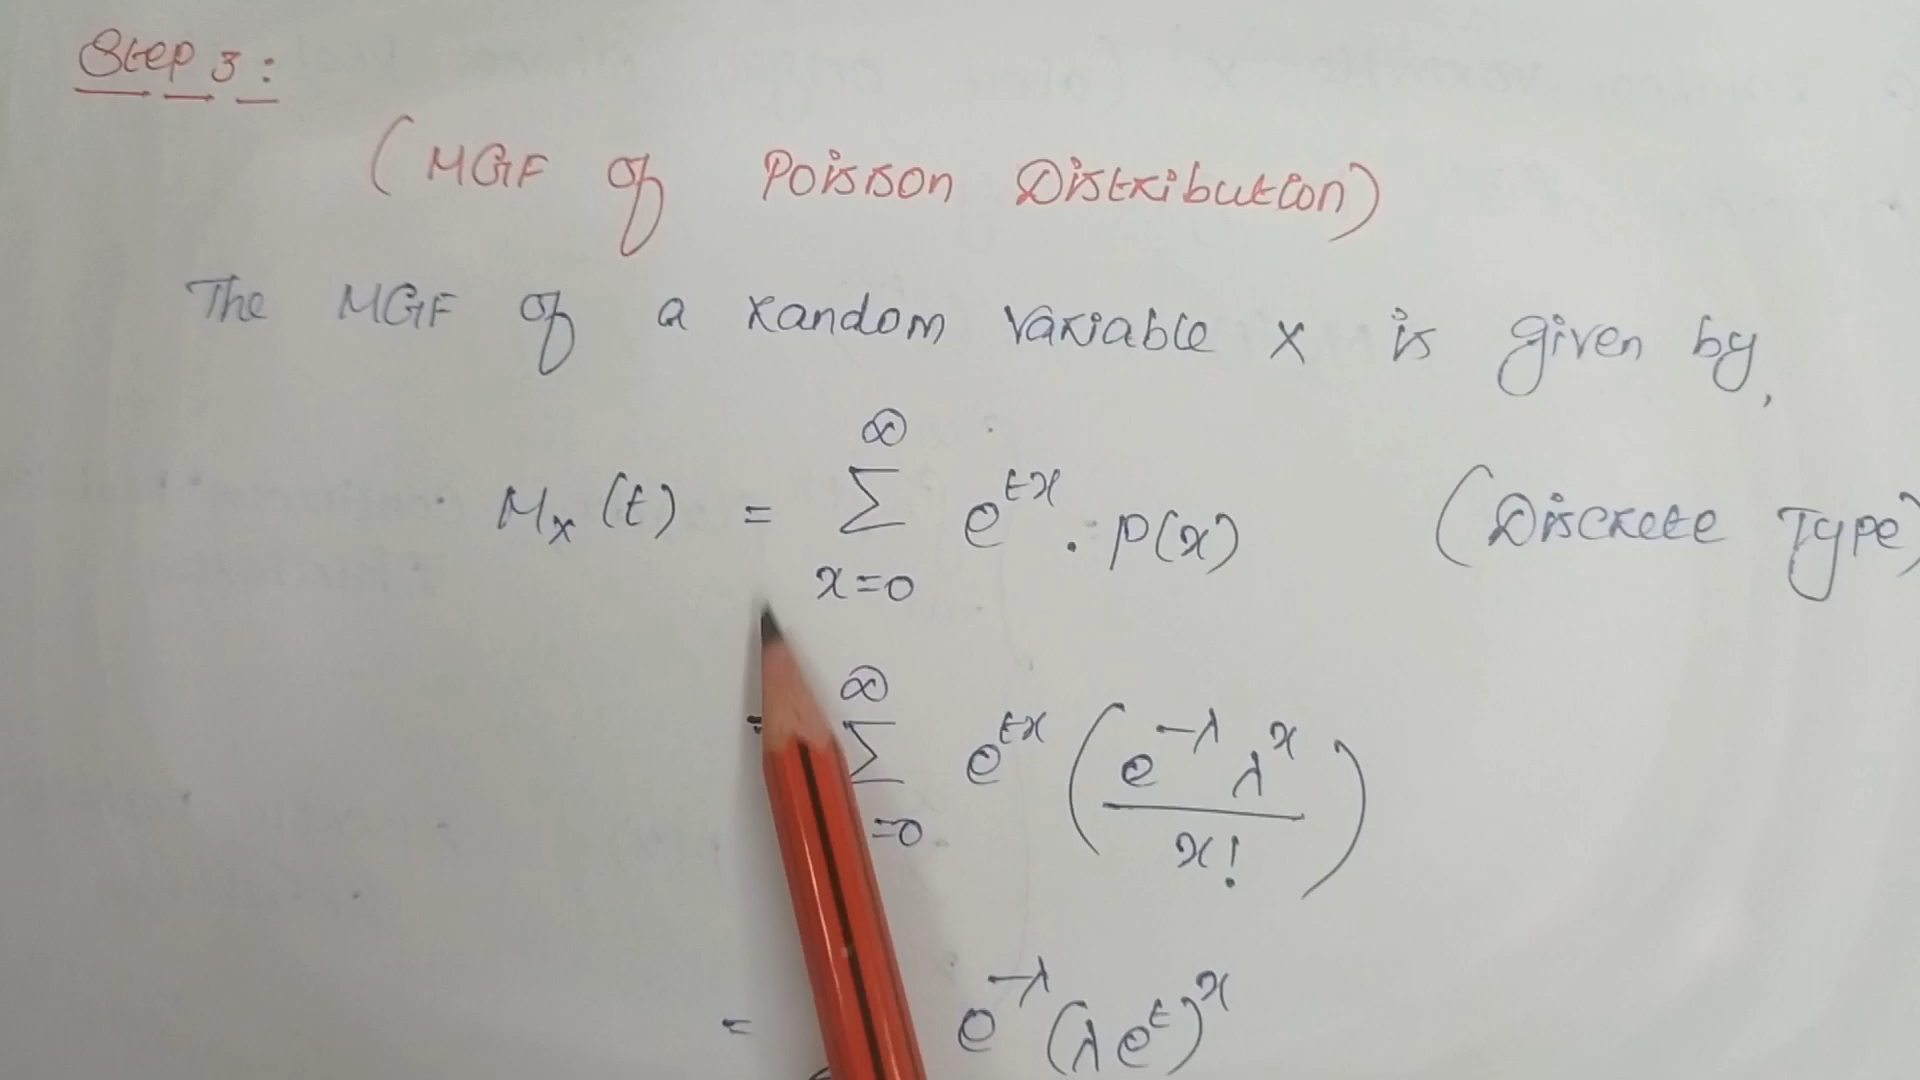 Step 3:
(MGF of Poisson Distribution)
The MGF of a random variable X is given by,
Mx(t) = ∞ Σ x=0 e^tx . P(x) (Discrete Type)
= ∞ Σ =0 e^tx (e^-λ λ^x / x!)
= e^-λ (λe^t)^x